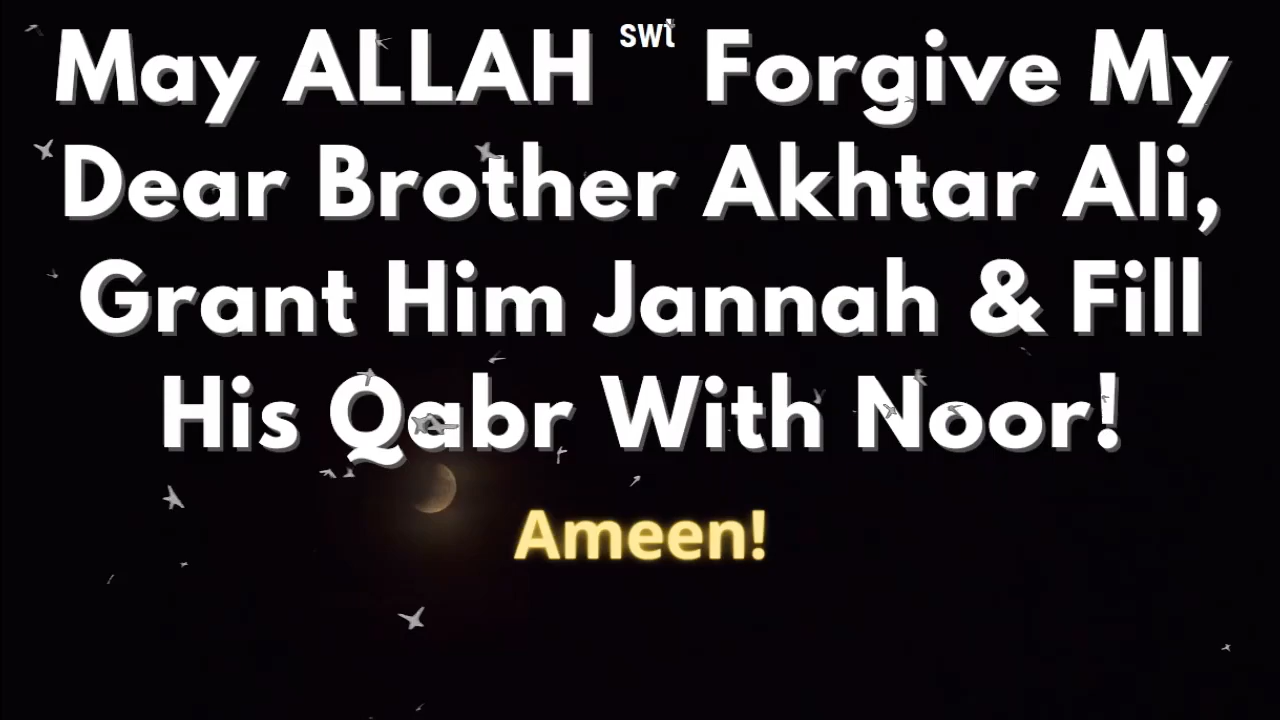 May ALLAH swt Forgive My
Dear Brother Akhtar Ali,
Grant Him Jannah & Fill
His Qabr With Noor!
Ameen!